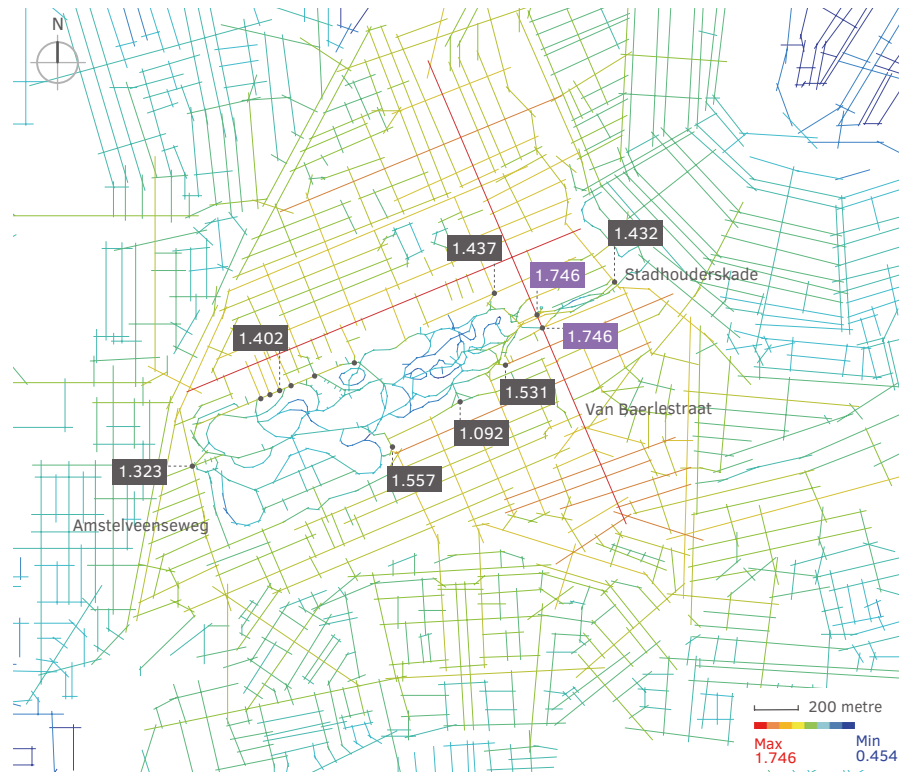 N
1.432
1.437
Stadhouderskade
1.746
1.402
1.746
1.531
Van Baerlestraat
1.092
1.323
1.557
Amstelveenseweg
200 metre
Max
Min
1.746
0.454